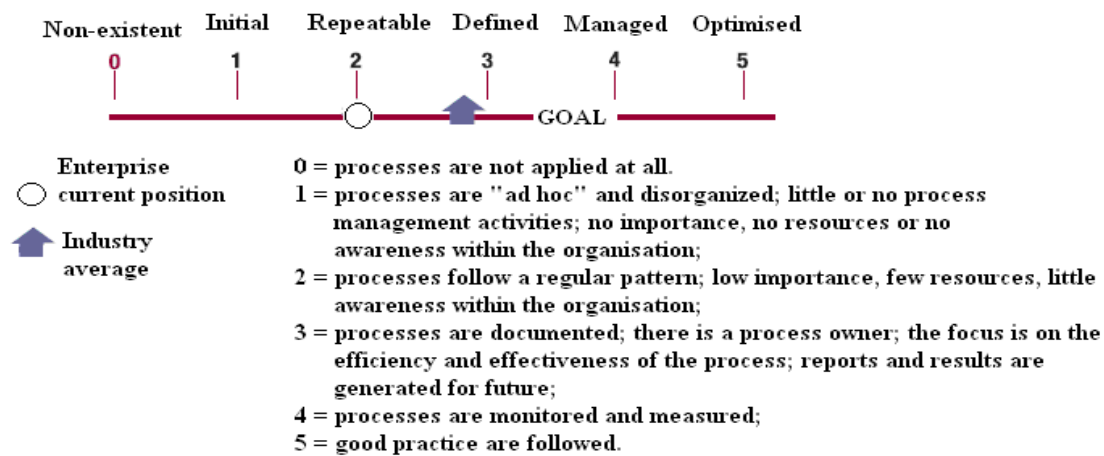 Non-existent Initial Repeatable Defined Managed Optimised
0 1 2 3 4 5
GOAL
Enterprise
current position
Industry
average
0 = processes are not applied at all.
1 = processes are "ad hoc" and disorganized; little or no process
management activities; no importance, no resources or no
awareness within the organisation;
2 = processes follow a regular pattern; low importance, few resources, little
awareness within the organisation;
3 = processes are documented; there is a process owner; the focus is on the
efficiency and effectiveness of the process; reports and results are
generated for future;
4 = processes are monitored and measured;
5 = good practice are followed.